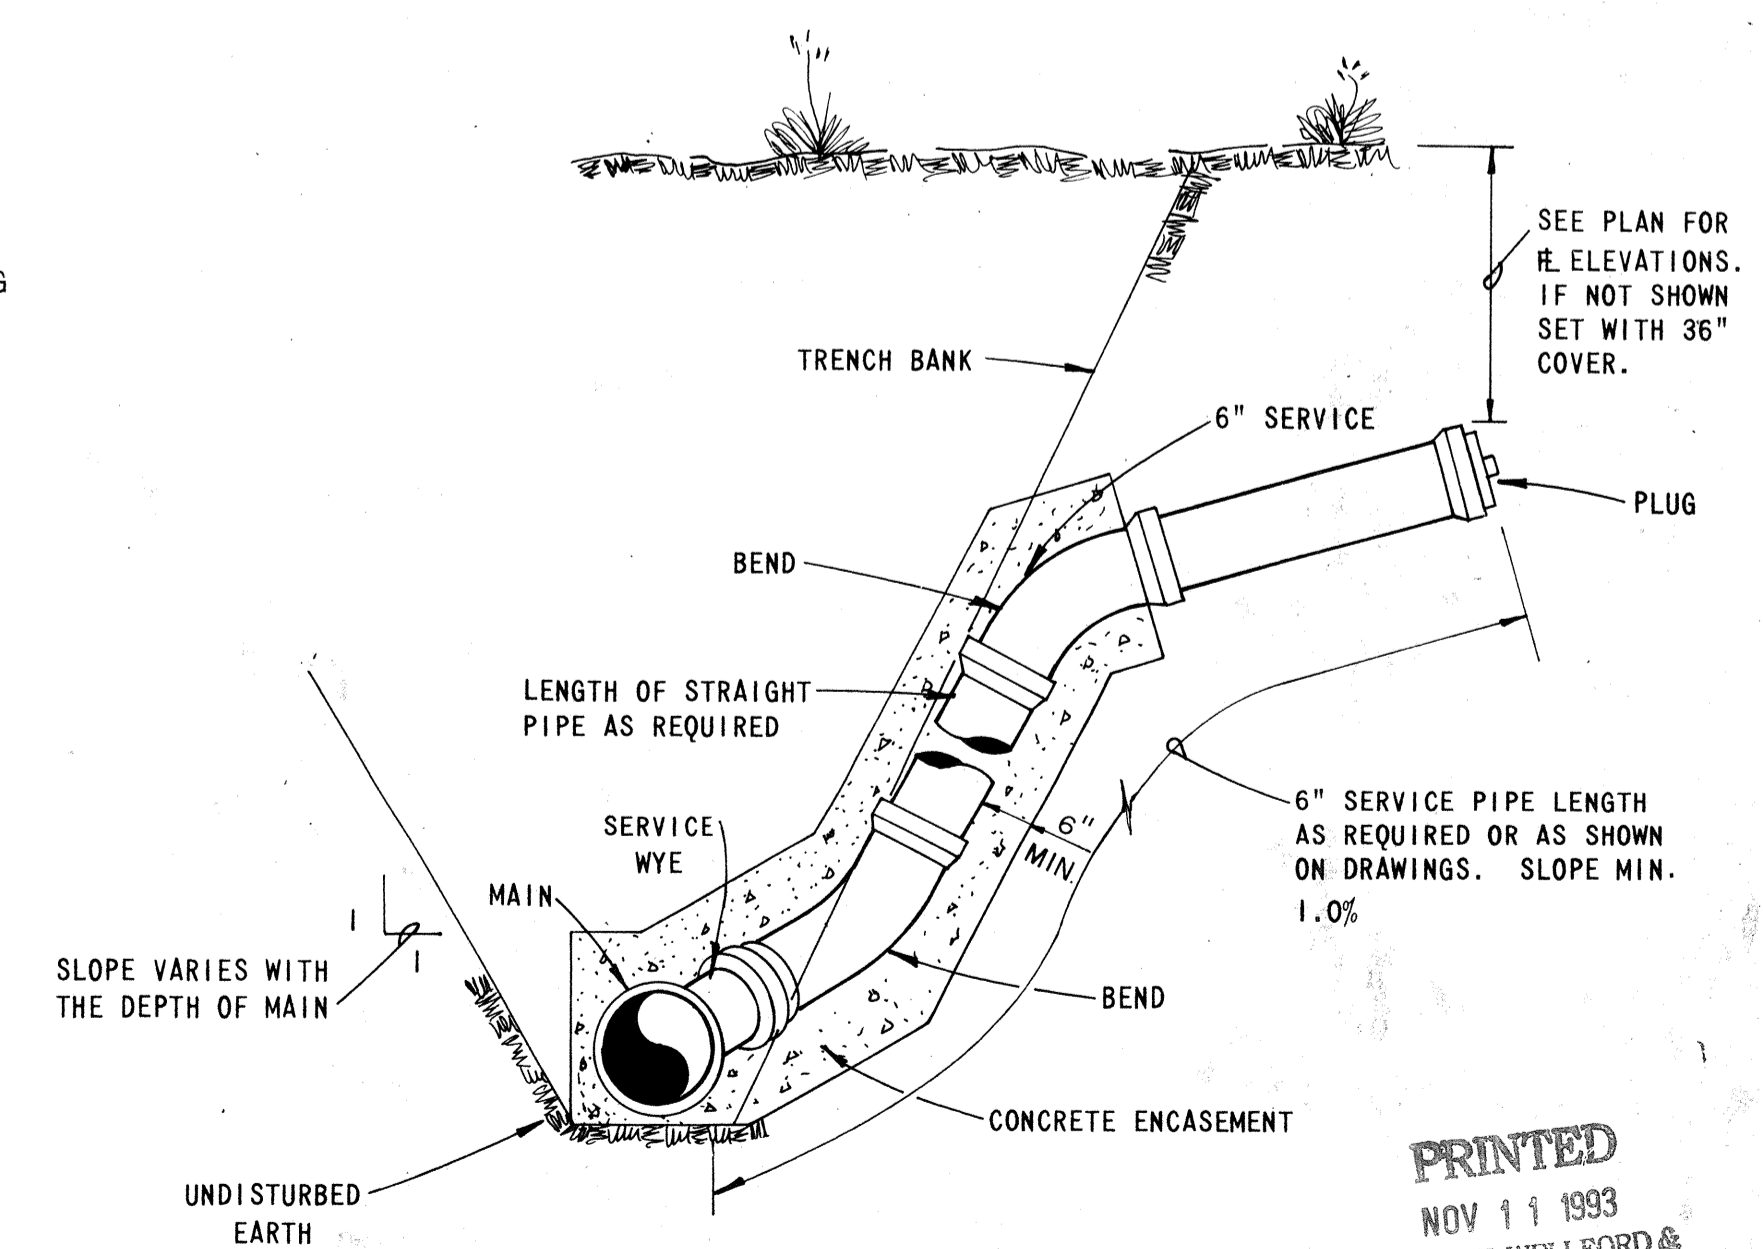 SEE PLAN FOR
℄ ELEVATIONS.
IF NOT SHOWN
SET WITH 36"
COVER.
TRENCH BANK
6" SERVICE
PLUG
BEND
LENGTH OF STRAIGHT
PIPE AS REQUIRED
6" SERVICE PIPE LENGTH
AS REQUIRED OR AS SHOWN
ON DRAWINGS. SLOPE MIN.
1.0%
SERVICE
WYE
6"
MIN.
MAIN
1
1
SLOPE VARIES WITH
THE DEPTH OF MAIN
BEND
CONCRETE ENCASEMENT
UNDISTURBED
EARTH
PRINTED
NOV 11 1993